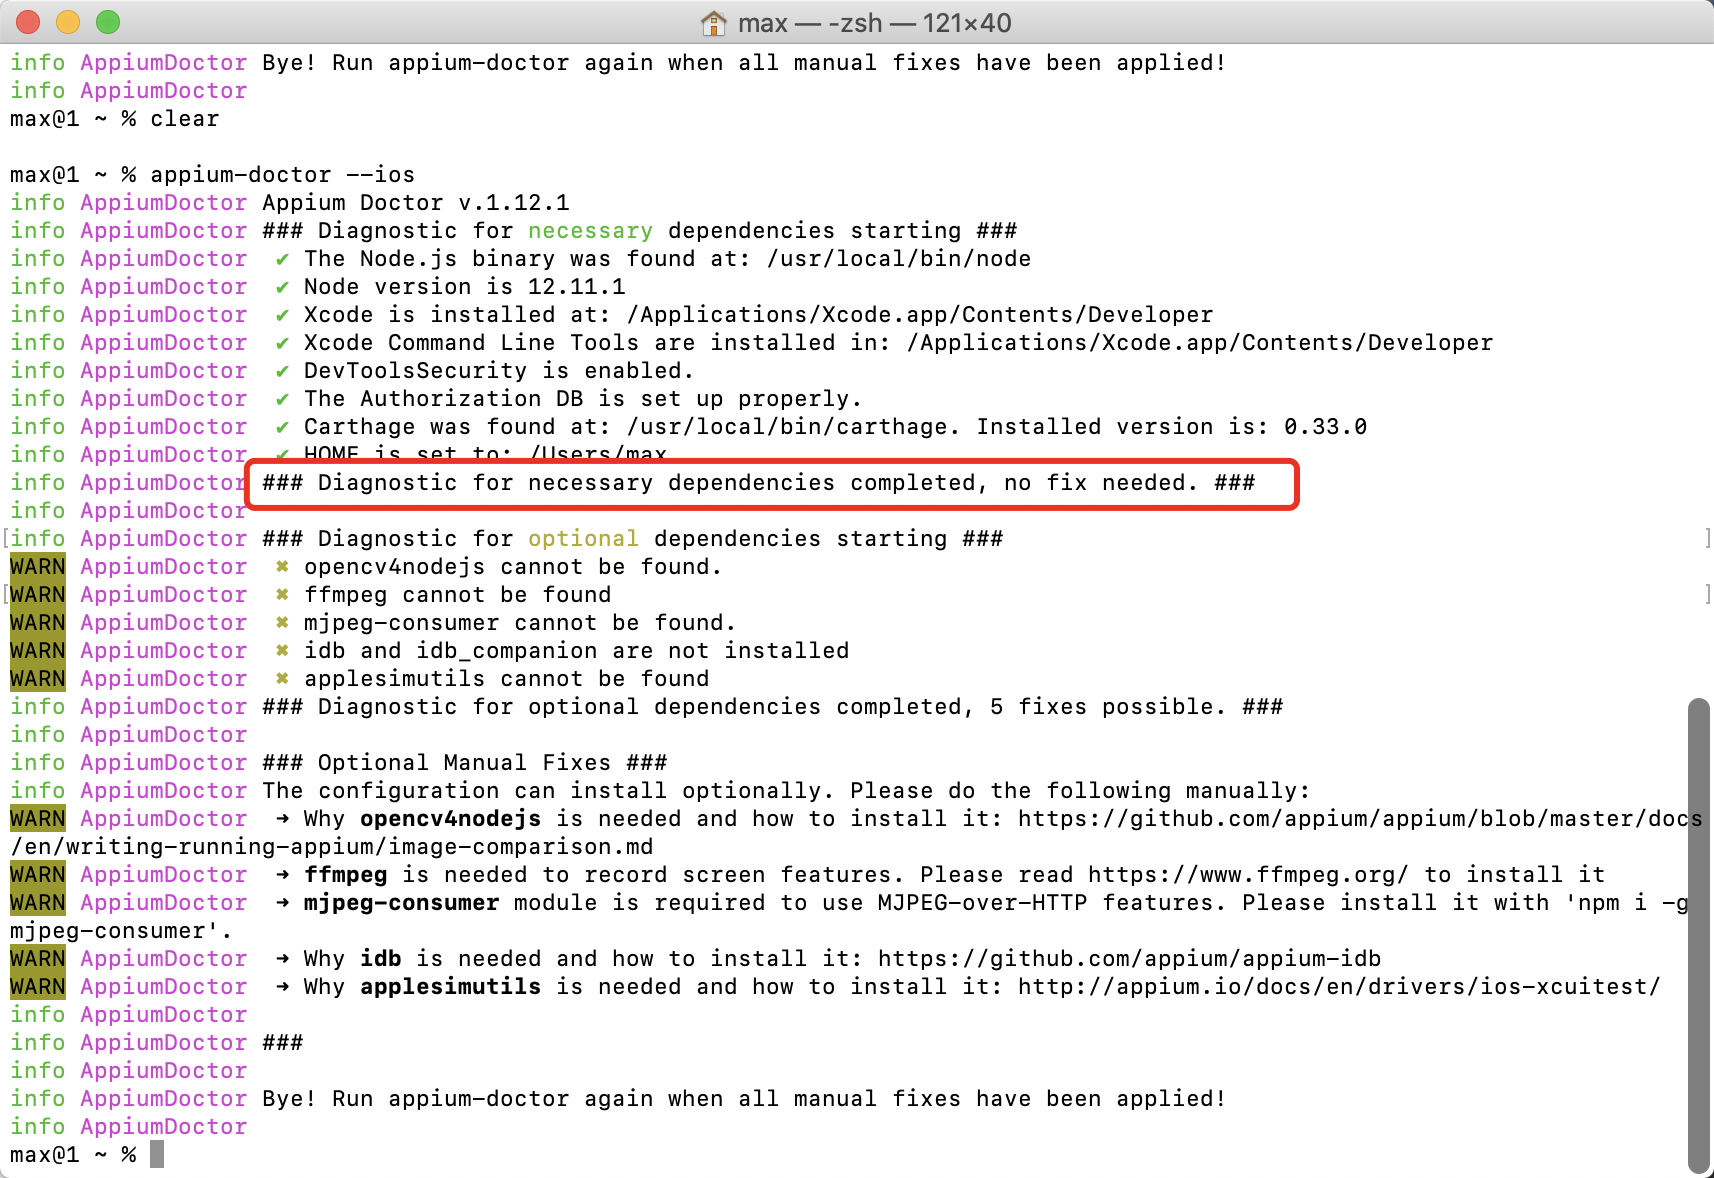 max — -zsh — 121×40
info AppiumDoctor Bye! Run appium-doctor again when all manual fixes have been applied!
info AppiumDoctor
max@1 ~ % clear
max@1 ~ % appium-doctor --ios
info AppiumDoctor Appium Doctor v.1.12.1
info AppiumDoctor ### Diagnostic for necessary dependencies starting ###
info AppiumDoctor  ✔ The Node.js binary was found at: /usr/local/bin/node
info AppiumDoctor  ✔ Node version is 12.11.1
info AppiumDoctor  ✔ Xcode is installed at: /Applications/Xcode.app/Contents/Developer
info AppiumDoctor  ✔ Xcode Command Line Tools are installed in: /Applications/Xcode.app/Contents/Developer
info AppiumDoctor  ✔ DevToolsSecurity is enabled.
info AppiumDoctor  ✔ The Authorization DB is set up properly.
info AppiumDoctor  ✔ Carthage was found at: /usr/local/bin/carthage. Installed version is: 0.33.0
info AppiumDoctor  ✔ HOME is set to: /Users/max
info AppiumDoctor ### Diagnostic for necessary dependencies completed, no fix needed. ###
info AppiumDoctor
[info AppiumDoctor ### Diagnostic for optional dependencies starting ### ]
WARN AppiumDoctor  ✖ opencv4nodejs cannot be found.
[WARN AppiumDoctor  ✖ ffmpeg cannot be found ]
WARN AppiumDoctor  ✖ mjpeg-consumer cannot be found.
WARN AppiumDoctor  ✖ idb and idb_companion are not installed
WARN AppiumDoctor  ✖ applesimutils cannot be found
info AppiumDoctor ### Diagnostic for optional dependencies completed, 5 fixes possible. ###
info AppiumDoctor
info AppiumDoctor ### Optional Manual Fixes ###
info AppiumDoctor The configuration can install optionally. Please do the following manually:
WARN AppiumDoctor  ➜ Why opencv4nodejs is needed and how to install it: https://github.com/appium/appium/blob/master/docs
/en/writing-running-appium/image-comparison.md
WARN AppiumDoctor  ➜ ffmpeg is needed to record screen features. Please read https://www.ffmpeg.org/ to install it
WARN AppiumDoctor  ➜ mjpeg-consumer module is required to use MJPEG-over-HTTP features. Please install it with 'npm i -g
mjpeg-consumer'.
WARN AppiumDoctor  ➜ Why idb is needed and how to install it: https://github.com/appium/appium-idb
WARN AppiumDoctor  ➜ Why applesimutils is needed and how to install it: http://appium.io/docs/en/drivers/ios-xcuitest/
info AppiumDoctor
info AppiumDoctor ###
info AppiumDoctor
info AppiumDoctor Bye! Run appium-doctor again when all manual fixes have been applied!
info AppiumDoctor
max@1 ~ %